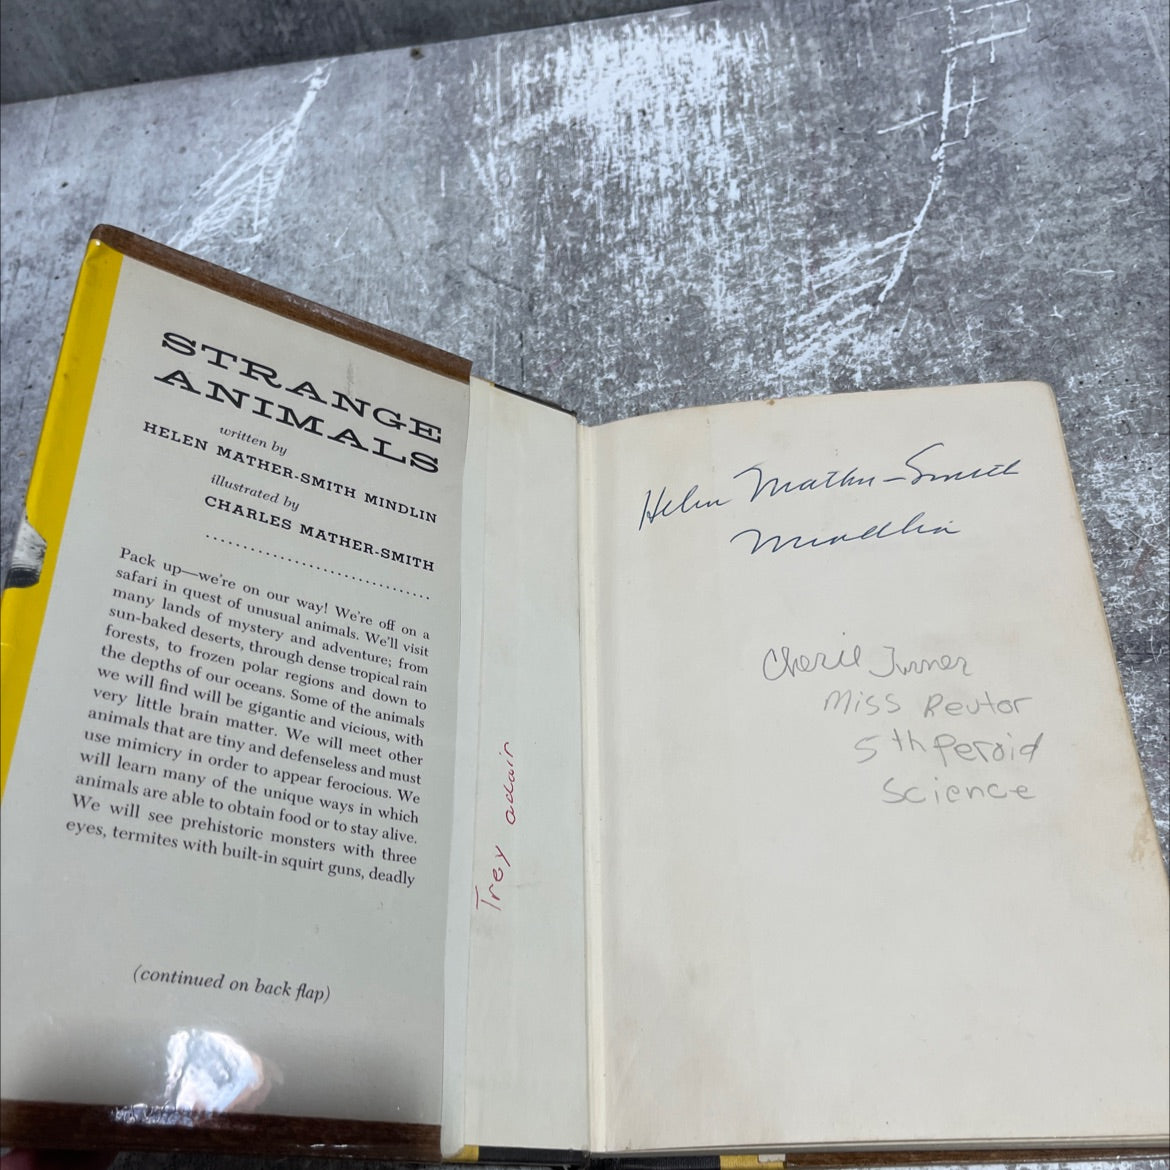 STRANGE
ANIMALS
written by
HELEN MATHER-SMITH MINDLIN
illustrated by
CHARLES MATHER-SMITH
Pack up—we're on our way! We're off on a
safari in quest of unusual animals. We'll visit
many lands of mystery and adventure; from
sun-baked deserts, through dense tropical rain
forests, to frozen polar regions and down to
the depths of our oceans. Some of the animals
we will find will be gigantic and vicious, with
very little brain matter. We will meet other
animals that are tiny and defenseless and must
use mimicry in order to appear ferocious. We
will learn many of the unique ways in which
animals are able to obtain food or to stay alive.
We will see prehistoric monsters with three
eyes, termites with built-in squirt guns, deadly
(continued on back flap)
Trey adair
Helen Mather-Smith
Mindlin
Cheril Turner
Miss Reutor
5th Peroid
Science